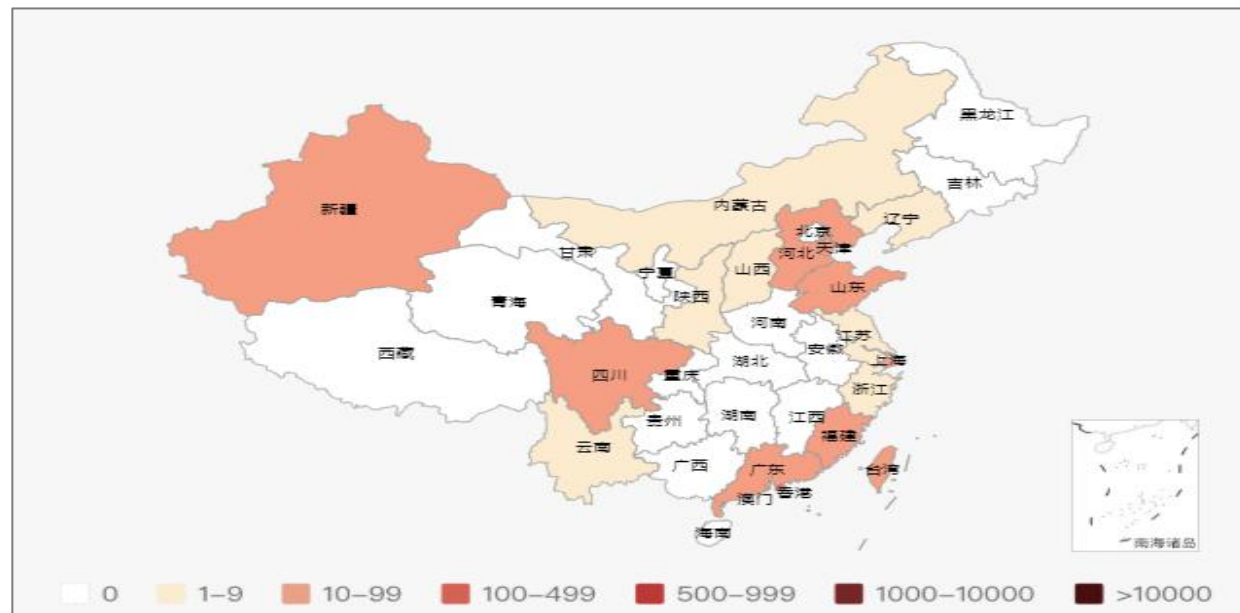 黑龙江
吉林
新疆
内蒙古
辽宁
北京
天津
河北
甘肃
宁夏
山西
山东
青海
陕西
河南
江苏
西藏
安徽
上海
湖北
四川
重庆
浙江
湖南
江西
贵州
福建
云南
广西
广东
台湾
香港
澳门
海南
南海诸岛
0 1–9 10–99 100–499 500–999 1000–10000 >10000